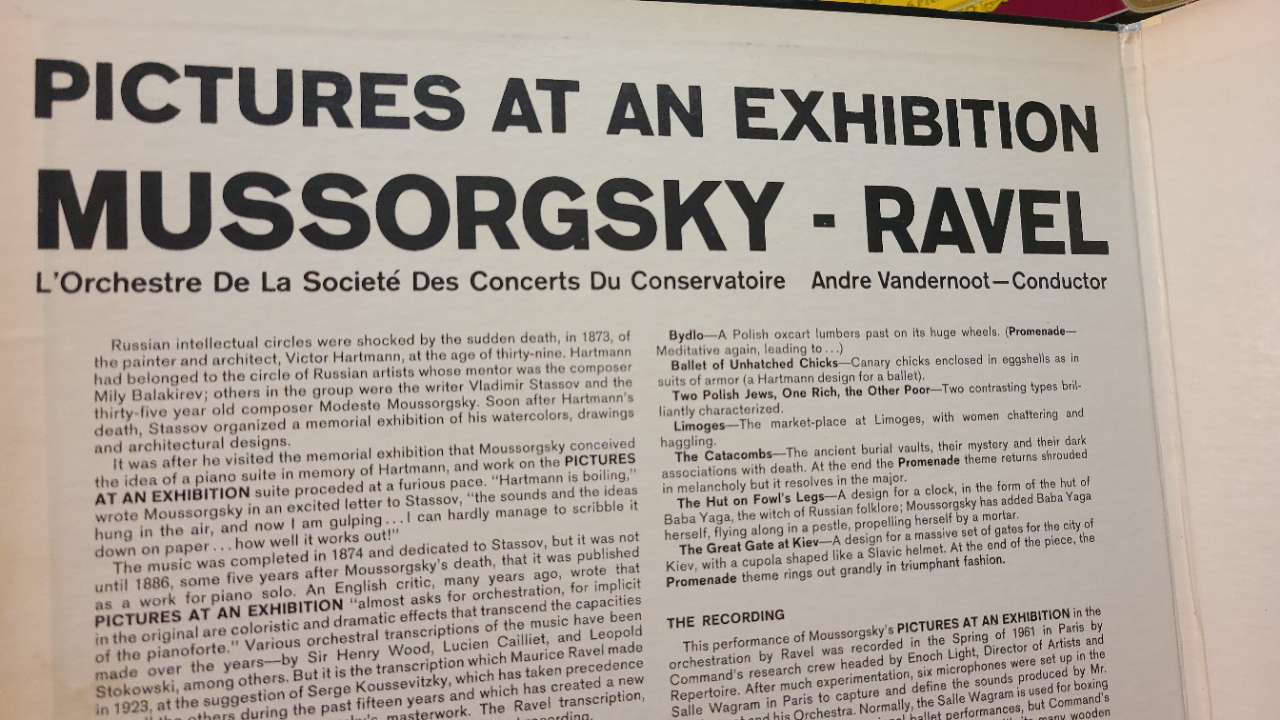 PICTURES AT AN EXHIBITION
MUSSORGSKY - RAVEL
L'Orchestre De La Societé Des Concerts Du Conservatoire Andre Vandernoot—Conductor
Russian intellectual circles were shocked by the sudden death, in 1873, of
the painter and architect, Victor Hartmann, at the age of thirty-nine. Hartmann
had belonged to the circle of Russian artists whose mentor was the composer
Mily Balakirev; others in the group were the writer Vladimir Stassov and the
thirty-five year old composer Modeste Moussorgsky. Soon after Hartmann's
death, Stassov organized a memorial exhibition of his watercolors, drawings
and architectural designs.
It was after he visited the memorial exhibition that Moussorgsky conceived
the idea of a piano suite in memory of Hartmann, and work on the PICTURES
AT AN EXHIBITION suite proceded at a furious pace. "Hartmann is boiling,"
wrote Moussorgsky in an excited letter to Stassov, "the sounds and the ideas
hung in the air, and now I am gulping...I can hardly manage to scribble it
down on paper...how well it works out!"
The music was completed in 1874 and dedicated to Stassov, but it was not
until 1886, some five years after Moussorgsky's death, that it was published
as a work for piano solo. An English critic, many years ago, wrote that
PICTURES AT AN EXHIBITION "almost asks for orchestration, for implicit
in the original are coloristic and dramatic effects that transcend the capacities
of the pianoforte." Various orchestral transcriptions of the music have been
made over the years—by Sir Henry Wood, Lucien Cailliet, and Leopold
Stokowski, among others. But it is the transcription which Maurice Ravel made
in 1923, at the suggestion of Serge Koussevitzky, which has taken precedence
others during the past fifteen years and which has created a new
masterwork. The Ravel transcription,
recording.
Bydlo—A Polish oxcart lumbers past on its huge wheels. (Promenade—
Meditative again, leading to...)
Ballet of Unhatched Chicks—Canary chicks enclosed in eggshells as in
suits of armor (a Hartmann design for a ballet).
Two Polish Jews, One Rich, the Other Poor—Two contrasting types bril-
liantly characterized.
Limoges—The market-place at Limoges, with women chattering and
haggling.
The Catacombs—The ancient burial vaults, their mystery and their dark
associations with death. At the end the Promenade theme returns shrouded
in melancholy but it resolves in the major.
The Hut on Fowl's Legs—A design for a clock, in the form of the hut of
Baba Yaga, the witch of Russian folklore; Moussorgsky has added Baba Yaga
herself, flying along in a pestle, propelling herself by a mortar.
The Great Gate at Kiev—A design for a massive set of gates for the city of
Kiev, with a cupola shaped like a Slavic helmet. At the end of the piece, the
Promenade theme rings out grandly in triumphant fashion.
THE RECORDING
This performance of Moussorgsky's PICTURES AT AN EXHIBITION in the
orchestration by Ravel was recorded in the Spring of 1961 in Paris by
Command's research crew headed by Enoch Light, Director of Artists and
Repertoire. After much experimentation, six microphones were set up in the
Salle Wagram in Paris to capture and define the sounds produced by Mr.
and his Orchestra. Normally, the Salle Wagram is used for boxing
ballet performances, but Command's
many wooden